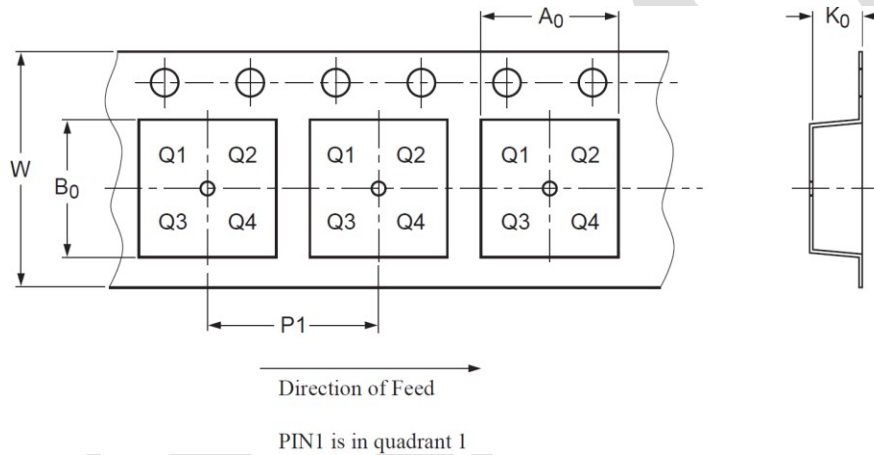 A0
K0
W
B0
Q1 Q2 Q1 Q2 Q1 Q2
Q3 Q4 Q3 Q4 Q3 Q4
P1
Direction of Feed
PIN1 is in quadrant 1